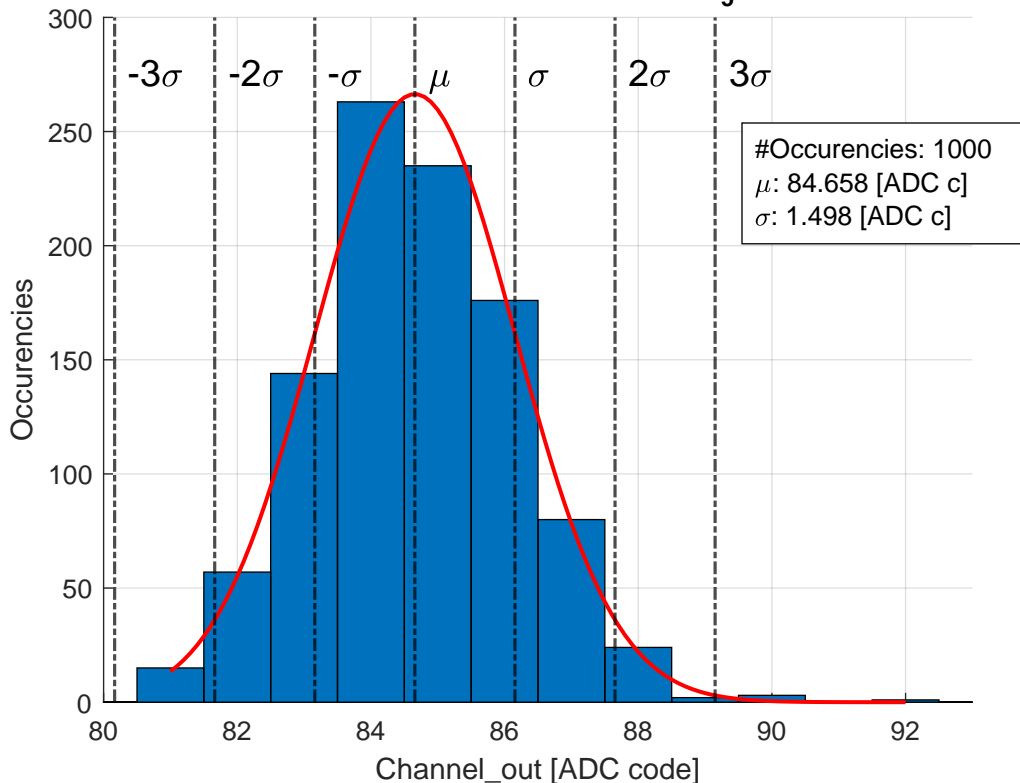 300
250
200
150
100
50
0
-3σ -2σ -σ μ σ 2σ 3σ
#Occurencies: 1000
μ: 84.658 [ADC c]
σ: 1.498 [ADC c]
Occurencies
80 82 84 86 88 90 92
Channel_out [ADC code]